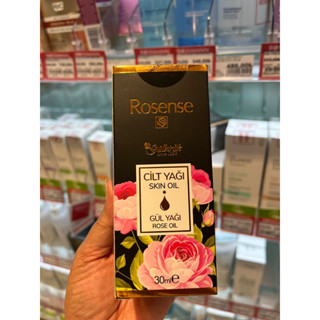 Rosense
CİLT YAĞI
SKIN OIL
GÜL YAĞI
ROSE OIL
30ml e